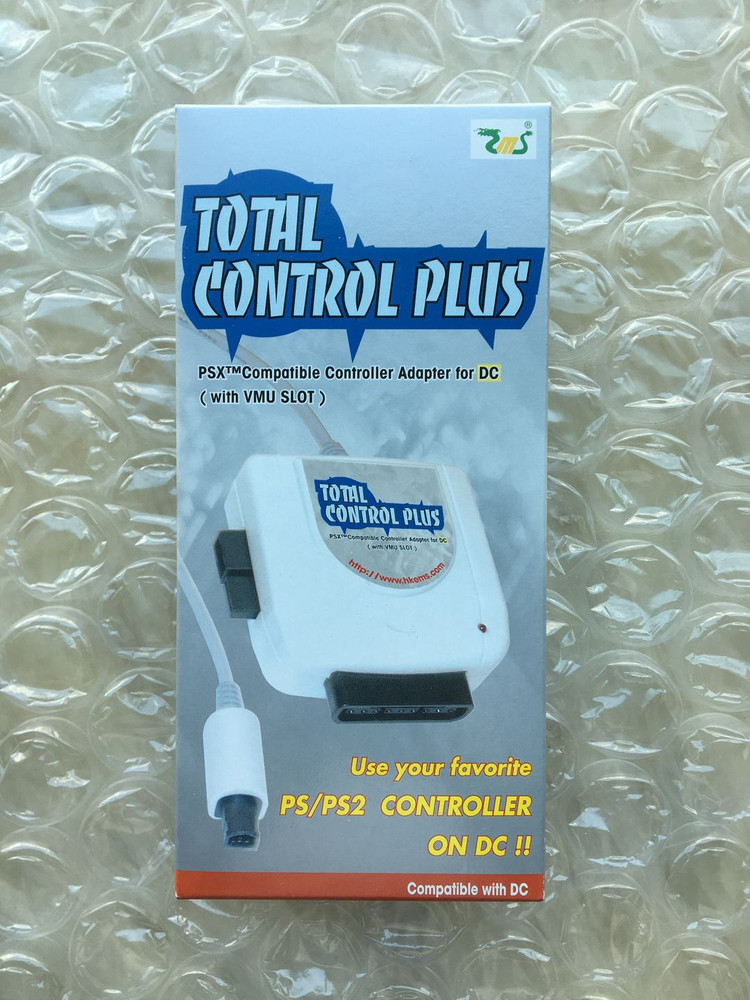 EMS®
TOTAL
CONTROL PLUS
PSX™Compatible Controller Adapter for DC
( with VMU SLOT )
TOTAL
CONTROL PLUS
PSX™Compatible Controller Adapter for DC
( with VMU SLOT )
http://www.hkems.com
Use your favorite
PS/PS2 CONTROLLER
ON DC !!
Compatible with DC